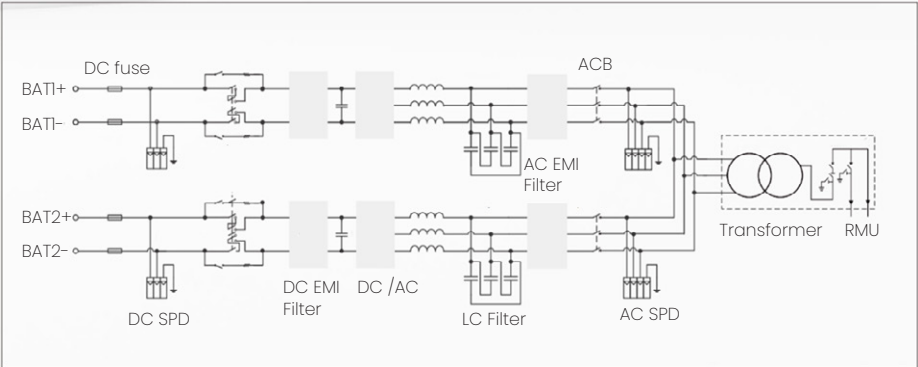 DC fuse
ACB
BAT1+
BAT1-
AC EMI
Filter
BAT2+
BAT2-
Transformer
RMU
DC EMI
Filter
DC /AC
DC SPD
LC Filter
AC SPD